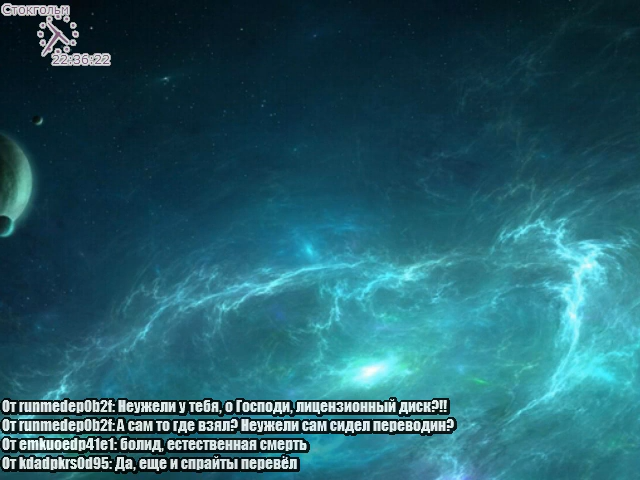 Стокгольм
22:36:22
От runmedep0b2f: Неужели у тебя, о Господи, лицензионный диск?!!
От runmedep0b2f: А сам то где взял? Неужели сам сидел переводин?
От emkuoedp41e1: болид, естественная смерть
От kdadpkrs0d95: Да, еще и спрайты перевёл